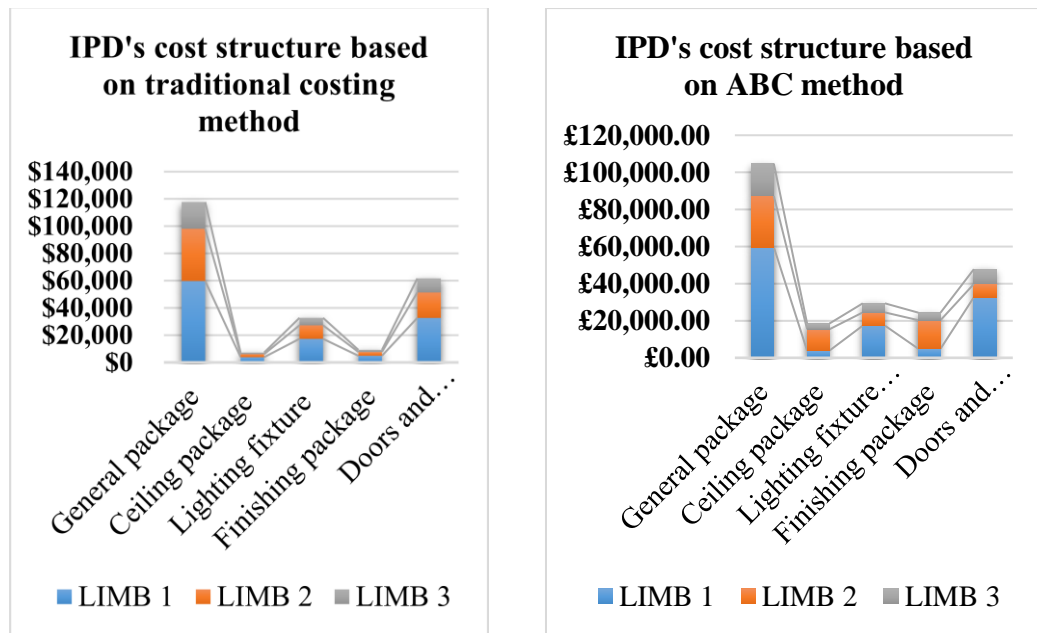 IPD's cost structure based
on traditional costing
method
$140,000
$120,000
$100,000
$80,000
$60,000
$40,000
$20,000
$0
General package
Ceiling package
Lighting fixture
Finishing package
Doors and…
LIMB 1 LIMB 2 LIMB 3
IPD's cost structure based
on ABC method
£120,000.00
£100,000.00
£80,000.00
£60,000.00
£40,000.00
£20,000.00
£0.00
General package
Ceiling package
Lighting fixture…
Finishing package
Doors and…
LIMB 1 LIMB 2 LIMB 3